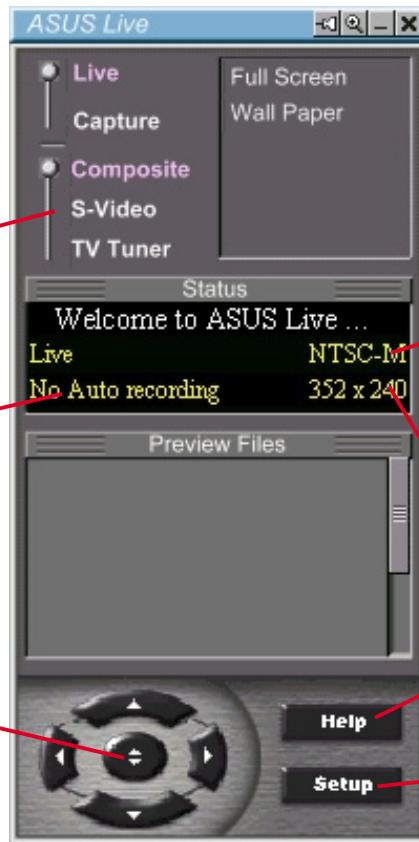 ASUS Live
Live
Capture
Full Screen
Wall Paper
Composite
S-Video
TV Tuner
Status
Welcome to ASUS Live ...
Live NTSC-M
No Auto recording 352 x 240
Preview Files
Help
Setup